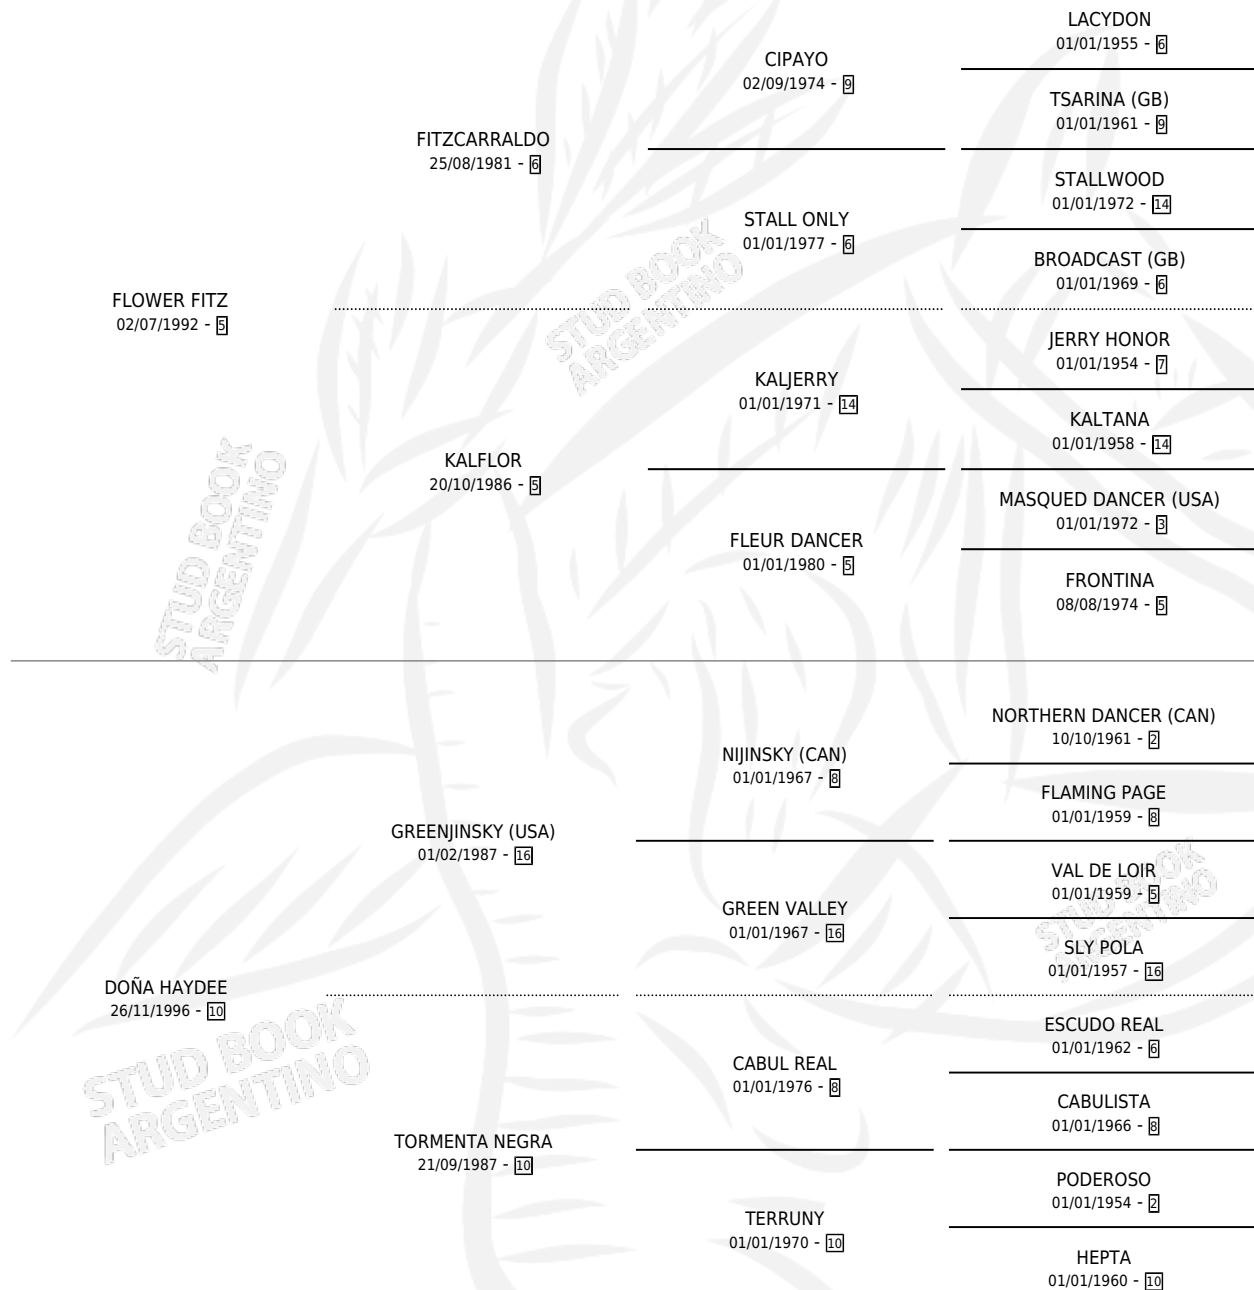 LACYDON
01/01/1955 - 6
CIPAYO
02/09/1974 - 9
TSARINA (GB)
01/01/1961 - 9
FITZCARRALDO
25/08/1981 - 6
STALLWOOD
01/01/1972 - 14
STALL ONLY
01/01/1977 - 6
BROADCAST (GB)
01/01/1969 - 6
FLOWER FITZ
02/07/1992 - 5
JERRY HONOR
01/01/1954 - 7
KALJERRY
01/01/1971 - 14
KALTANA
01/01/1958 - 14
KALFLOR
20/10/1986 - 5
MASQUED DANCER (USA)
01/01/1972 - 3
FLEUR DANCER
01/01/1980 - 5
FRONTINA
08/08/1974 - 5
STUD BOOK
ARGENTINO
STUD BOOK
ARGENTINO
NORTHERN DANCER (CAN)
10/10/1961 - 2
NIJINSKY (CAN)
01/01/1967 - 8
FLAMING PAGE
01/01/1959 - 8
GREENJINSKY (USA)
01/02/1987 - 16
VAL DE LOIR
01/01/1959 - 5
GREEN VALLEY
01/01/1967 - 16
SLY POLA
01/01/1957 - 16
STUD BOOK
ARGENTINO
DOÑA HAYDEE
26/11/1996 - 10
ESCUDO REAL
01/01/1962 - 6
CABUL REAL
01/01/1976 - 8
CABULISTA
01/01/1966 - 8
STUD BOOK
ARGENTINO
TORMENTA NEGRA
21/09/1987 - 10
PODEROSO
01/01/1954 - 2
TERRUNY
01/01/1970 - 10
HEPTA
01/01/1960 - 10